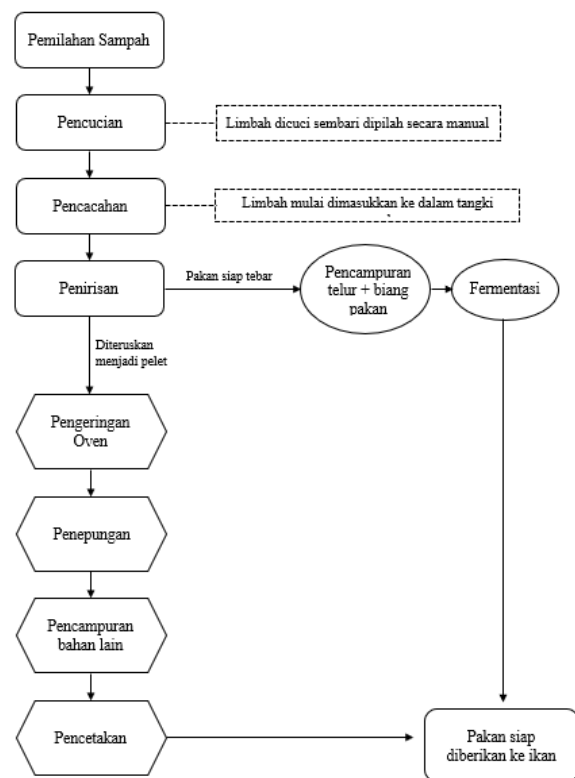 Pemilahan Sampah
Pencucian
Limbah dicuci sembari dipilah secara manual
Pencacahan
Limbah mulai dimasukkan ke dalam tangki
Penirisan
Pakan siap tebar
Pencampuran
telur + biang
pakan
Fermentasi
Diteruskan
menjadi pelet
Pengeringan
Oven
Penepungan
Pencampuran
bahan lain
Pencetakan
Pakan siap
diberikan ke ikan